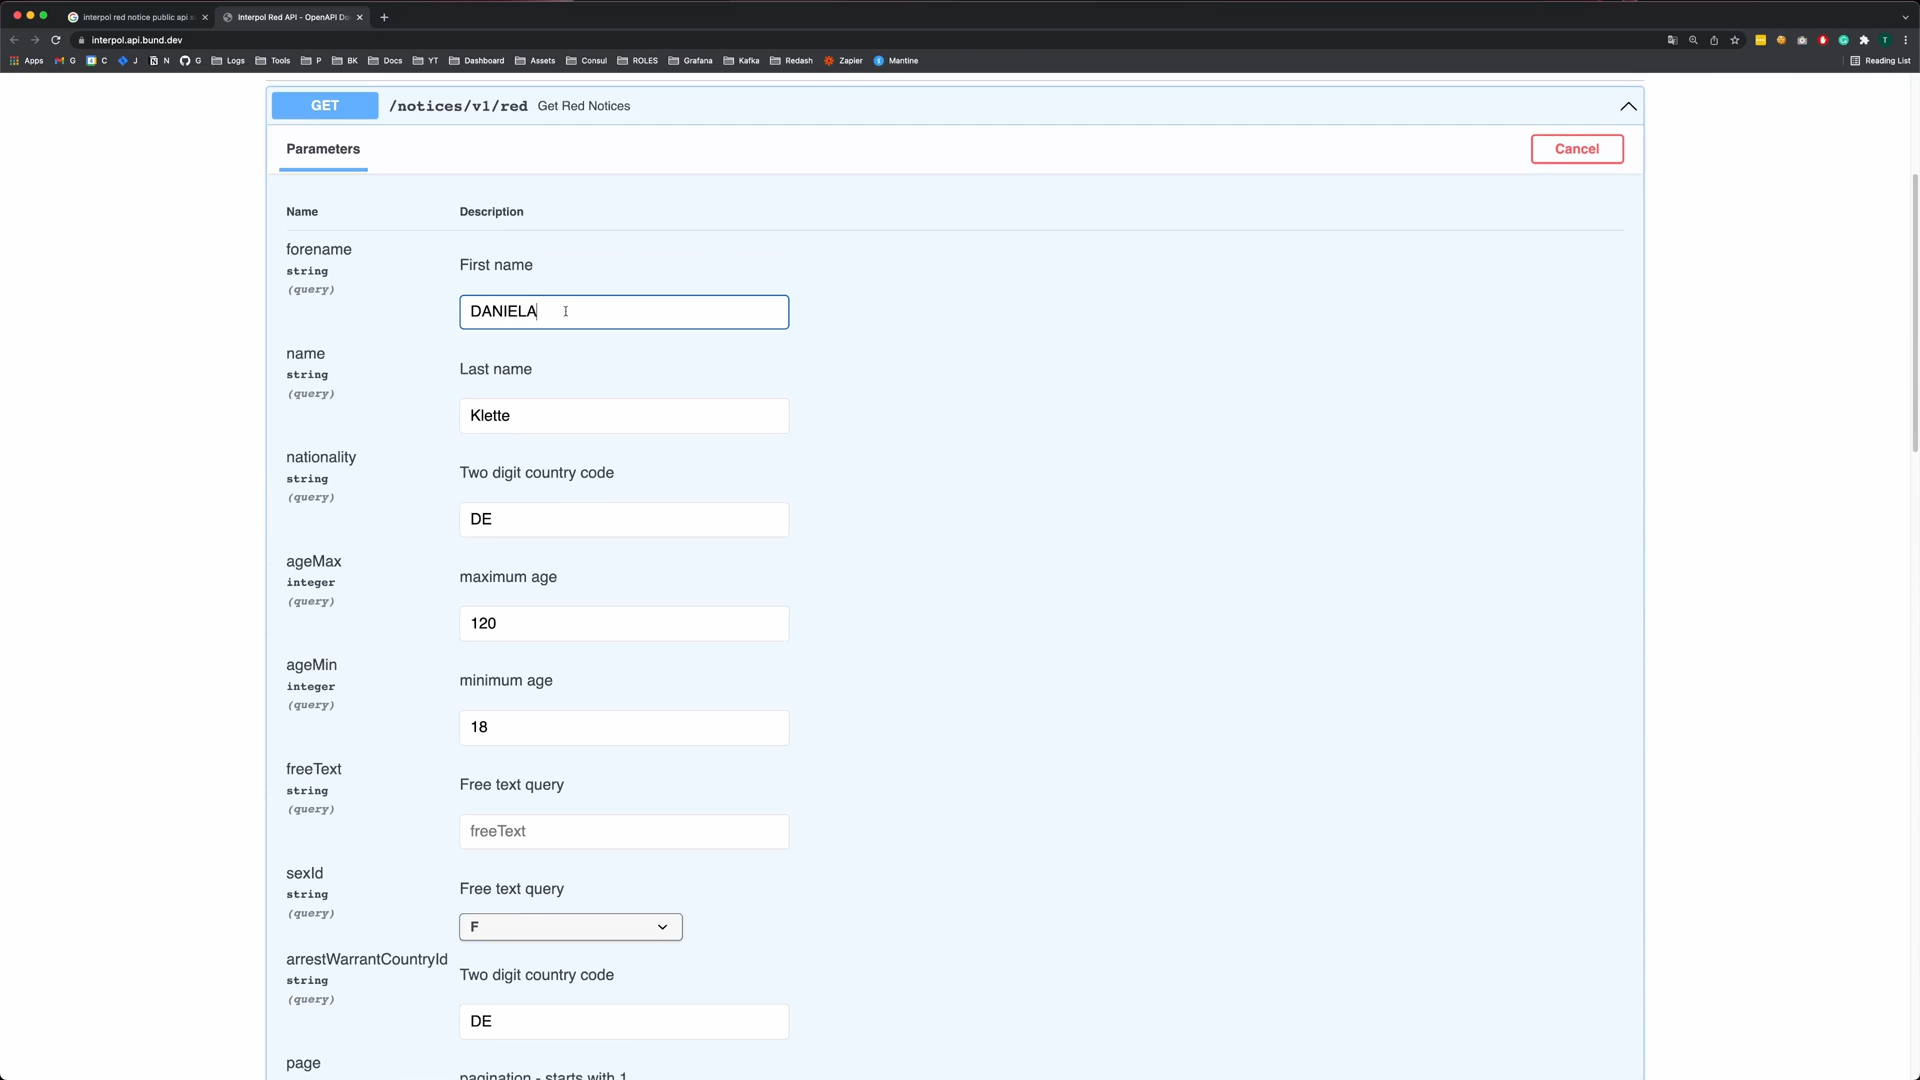 interpol red notice public api s
Interpol Red API - OpenAPI Do
interpol.api.bund.dev
T
Apps G C J N G Logs Tools P BK Docs YT Dashboard Assets Consul ROLES Grafana Kafka Redash Zapier Mantine Reading List
GET /notices/v1/red Get Red Notices
Parameters
Cancel
Name Description
forename
string
(query)
First name
DANIELA
name
string
(query)
Last name
Klette
nationality
string
(query)
Two digit country code
DE
ageMax
integer
(query)
maximum age
120
ageMin
integer
(query)
minimum age
18
freeText
string
(query)
Free text query
freeText
sexId
string
(query)
Free text query
F
arrestWarrantCountryId
string
(query)
Two digit country code
DE
page
pagination - starts with 1